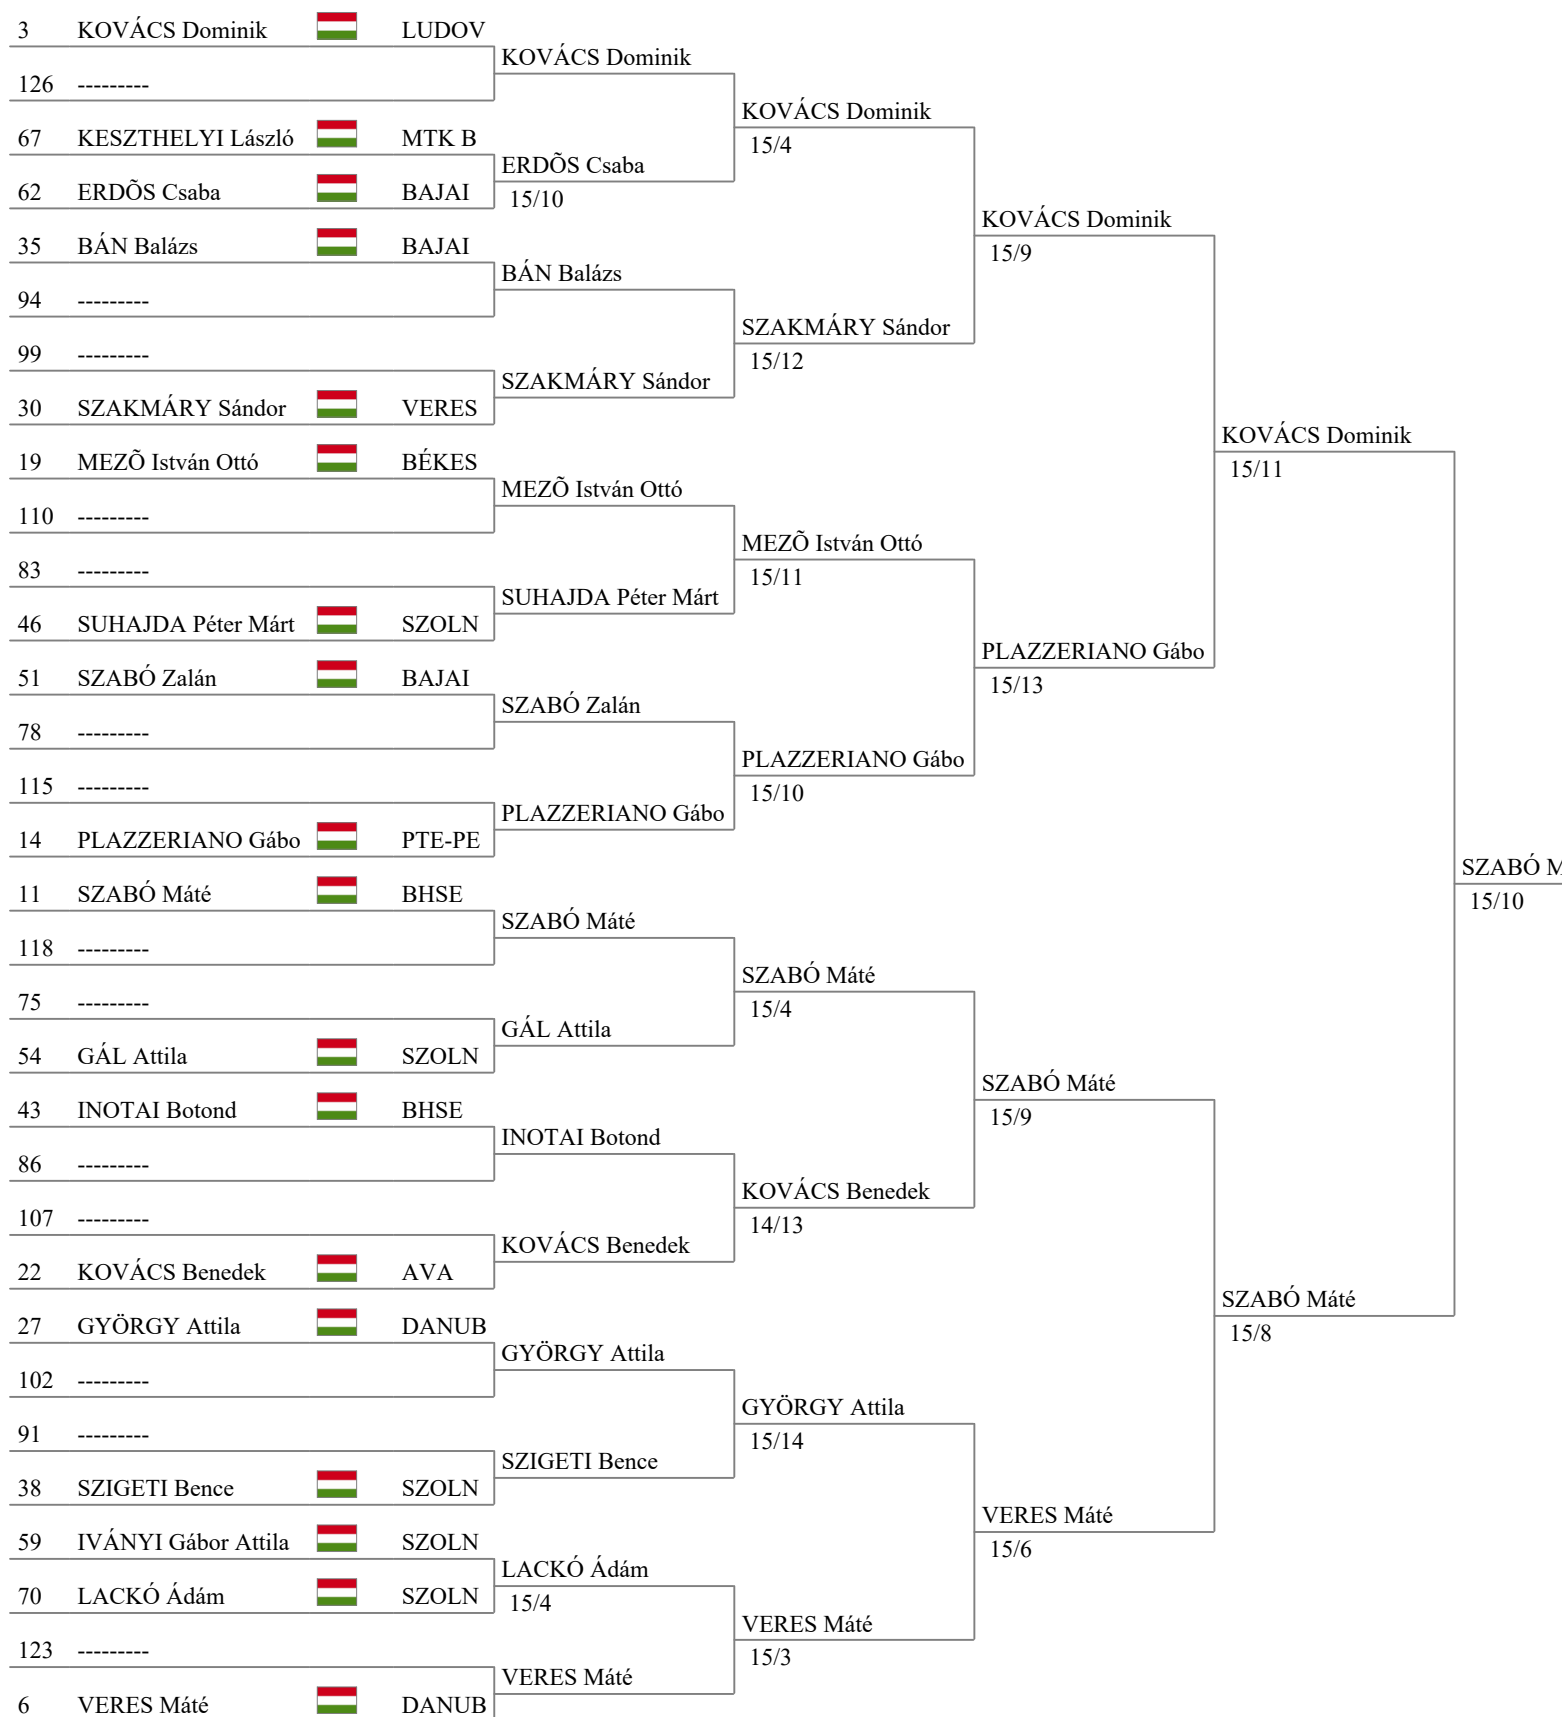 3 KOVÁCS Dominik LUDOV
KOVÁCS Dominik
126 ---------
KOVÁCS Dominik
67 KESZTHELYI László MTK B
15/4
ERDÕS Csaba
62 ERDÕS Csaba BAJAI
15/10
KOVÁCS Dominik
35 BÁN Balázs BAJAI
15/9
BÁN Balázs
94 ---------
SZAKMÁRY Sándor
99 ---------
15/12
SZAKMÁRY Sándor
30 SZAKMÁRY Sándor VERES
KOVÁCS Dominik
19 MEZÕ István Ottó BÉKES
15/11
MEZÕ István Ottó
110 ---------
MEZÕ István Ottó
83 ---------
15/11
SUHAJDA Péter Márt
46 SUHAJDA Péter Márt SZOLN
PLAZZERIANO Gábo
51 SZABÓ Zalán BAJAI
15/13
SZABÓ Zalán
78 ---------
PLAZZERIANO Gábo
115 ---------
15/10
PLAZZERIANO Gábo
14 PLAZZERIANO Gábo PTE-PE
SZABÓ M
11 SZABÓ Máté BHSE
15/10
SZABÓ Máté
118 ---------
SZABÓ Máté
75 ---------
15/4
GÁL Attila
54 GÁL Attila SZOLN
SZABÓ Máté
43 INOTAI Botond BHSE
15/9
INOTAI Botond
86 ---------
KOVÁCS Benedek
107 ---------
14/13
KOVÁCS Benedek
22 KOVÁCS Benedek AVA
SZABÓ Máté
27 GYÖRGY Attila DANUB
15/8
GYÖRGY Attila
102 ---------
GYÖRGY Attila
91 ---------
15/14
SZIGETI Bence
38 SZIGETI Bence SZOLN
VERES Máté
59 IVÁNYI Gábor Attila SZOLN
15/6
LACKÓ Ádám
70 LACKÓ Ádám SZOLN
15/4
VERES Máté
123 ---------
15/3
VERES Máté
6 VERES Máté DANUB